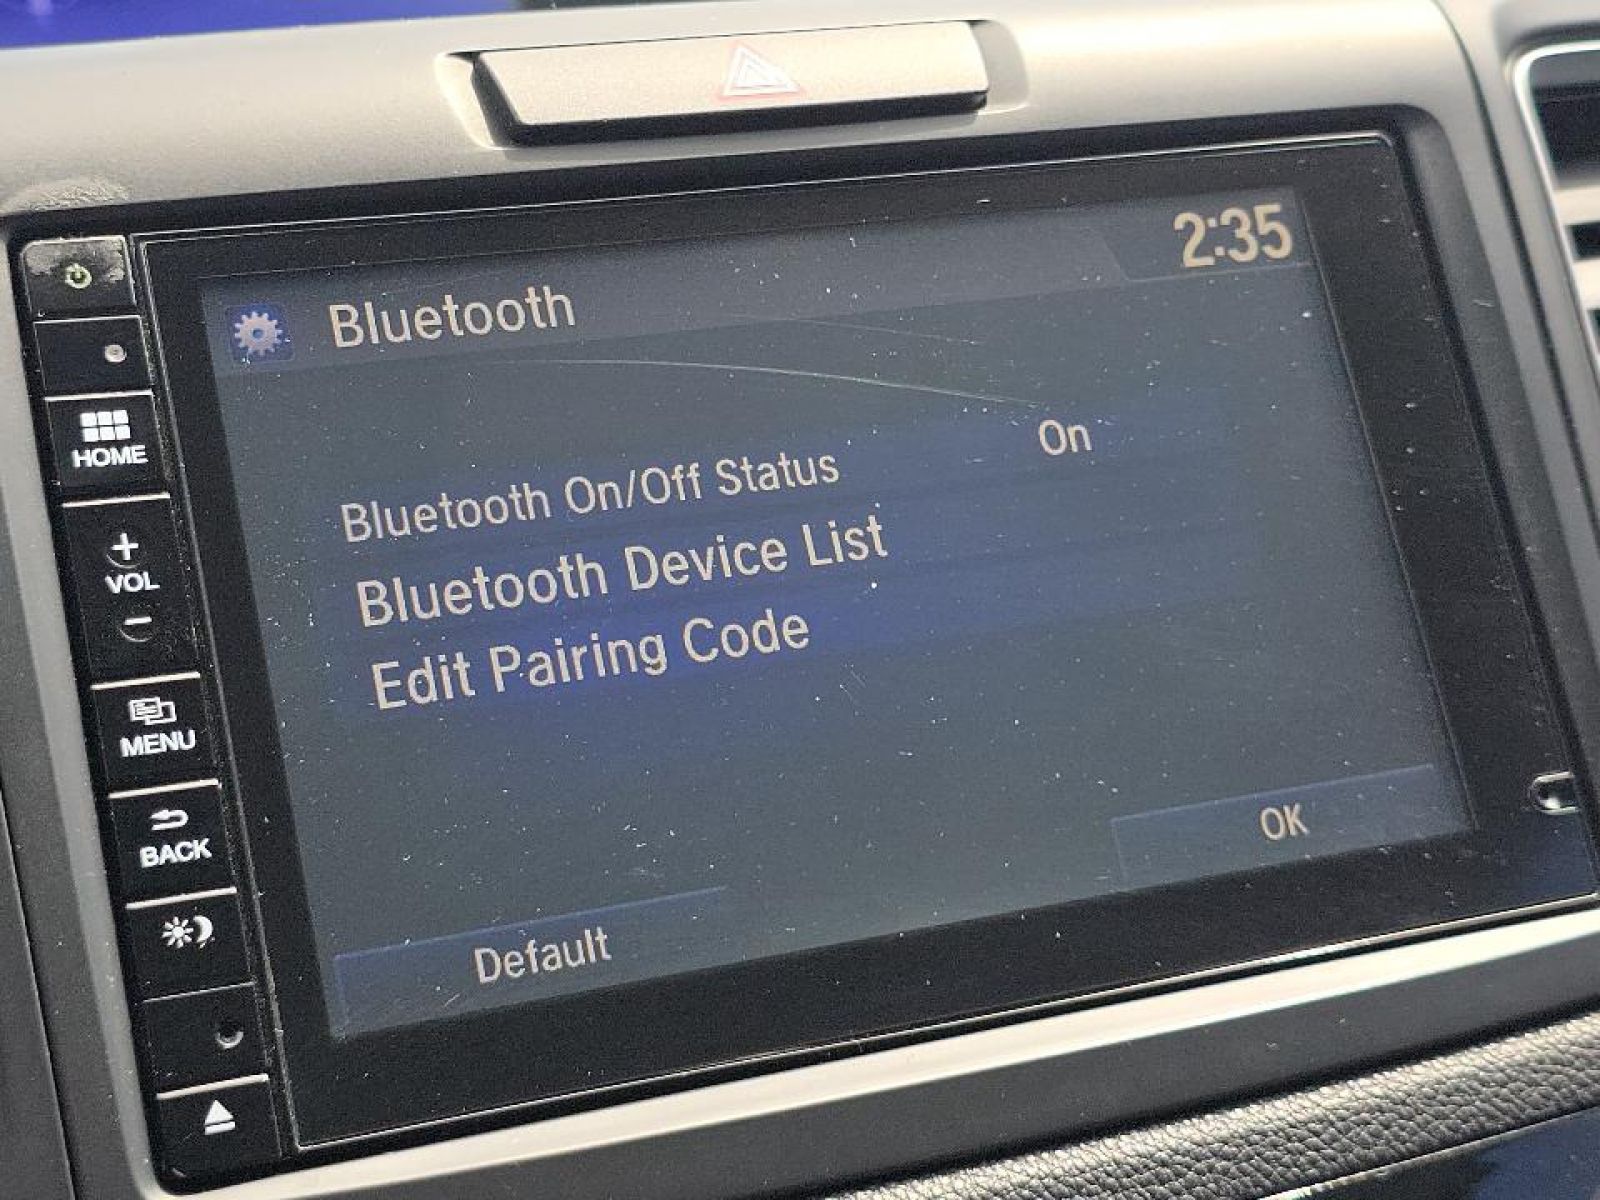 2:35
Bluetooth
Bluetooth On/Off Status On
Bluetooth Device List
Edit Pairing Code
Default OK
HOME
+
VOL
-
MENU
BACK